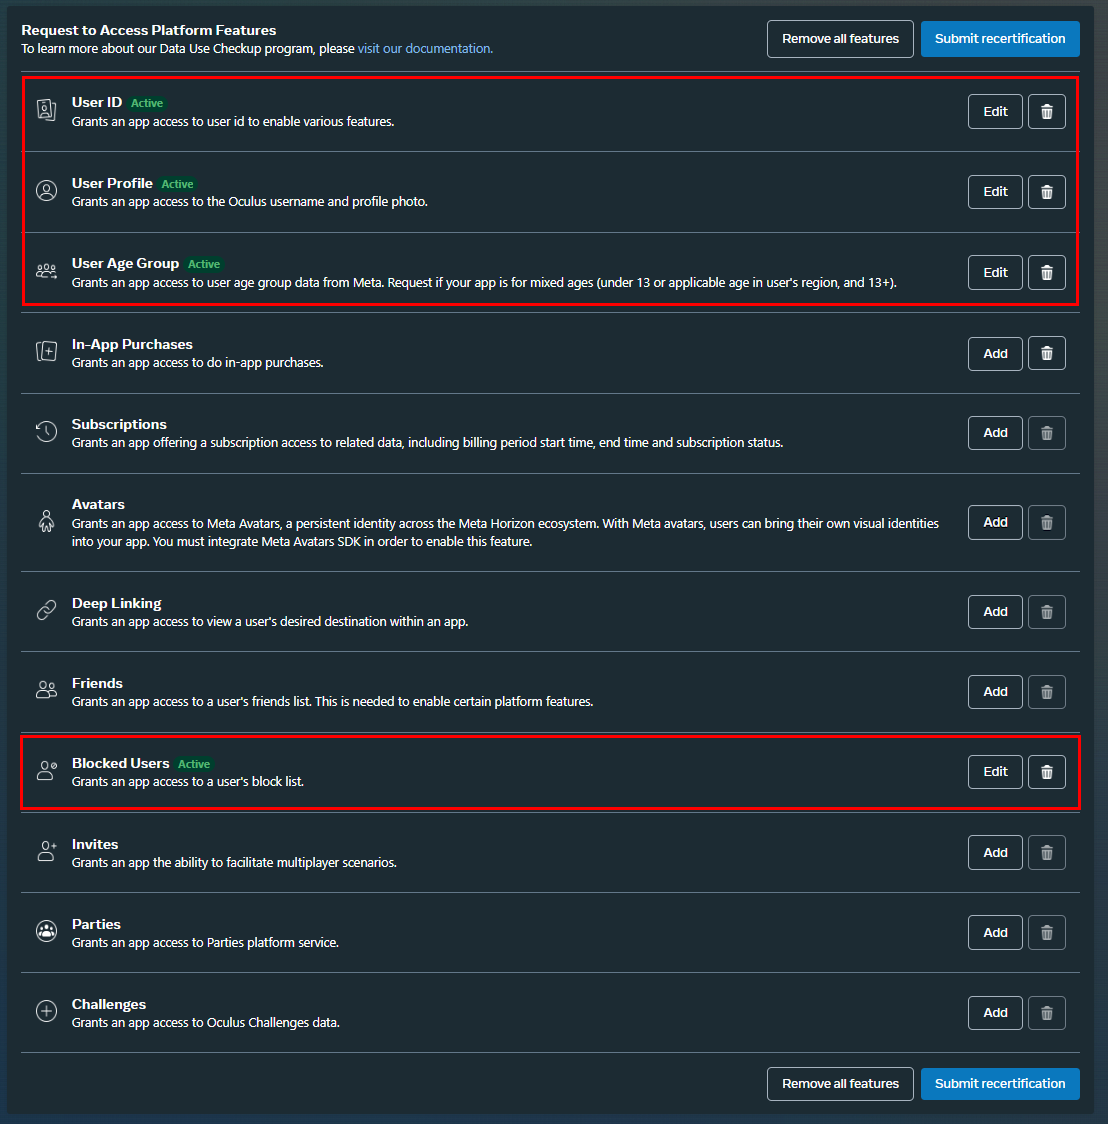 Request to Access Platform Features
To learn more about our Data Use Checkup program, please visit our documentation.
Remove all features
Submit recertification
User ID Active
Grants an app access to user id to enable various features.
Edit
User Profile Active
Grants an app access to the Oculus username and profile photo.
Edit
User Age Group Active
Grants an app access to user age group data from Meta. Request if your app is for mixed ages (under 13 or applicable age in user's region, and 13+).
Edit
In-App Purchases
Grants an app access to do in-app purchases.
Add
Subscriptions
Grants an app offering a subscription access to related data, including billing period start time, end time and subscription status.
Add
Avatars
Grants an app access to Meta Avatars, a persistent identity across the Meta Horizon ecosystem. With Meta avatars, users can bring their own visual identities
into your app. You must integrate Meta Avatars SDK in order to enable this feature.
Add
Deep Linking
Grants an app access to view a user's desired destination within an app.
Add
Friends
Grants an app access to a user's friends list. This is needed to enable certain platform features.
Add
Blocked Users Active
Grants an app access to a user's block list.
Edit
Invites
Grants an app the ability to facilitate multiplayer scenarios.
Add
Parties
Grants an app access to Parties platform service.
Add
Challenges
Grants an app access to Oculus Challenges data.
Add
Remove all features
Submit recertification